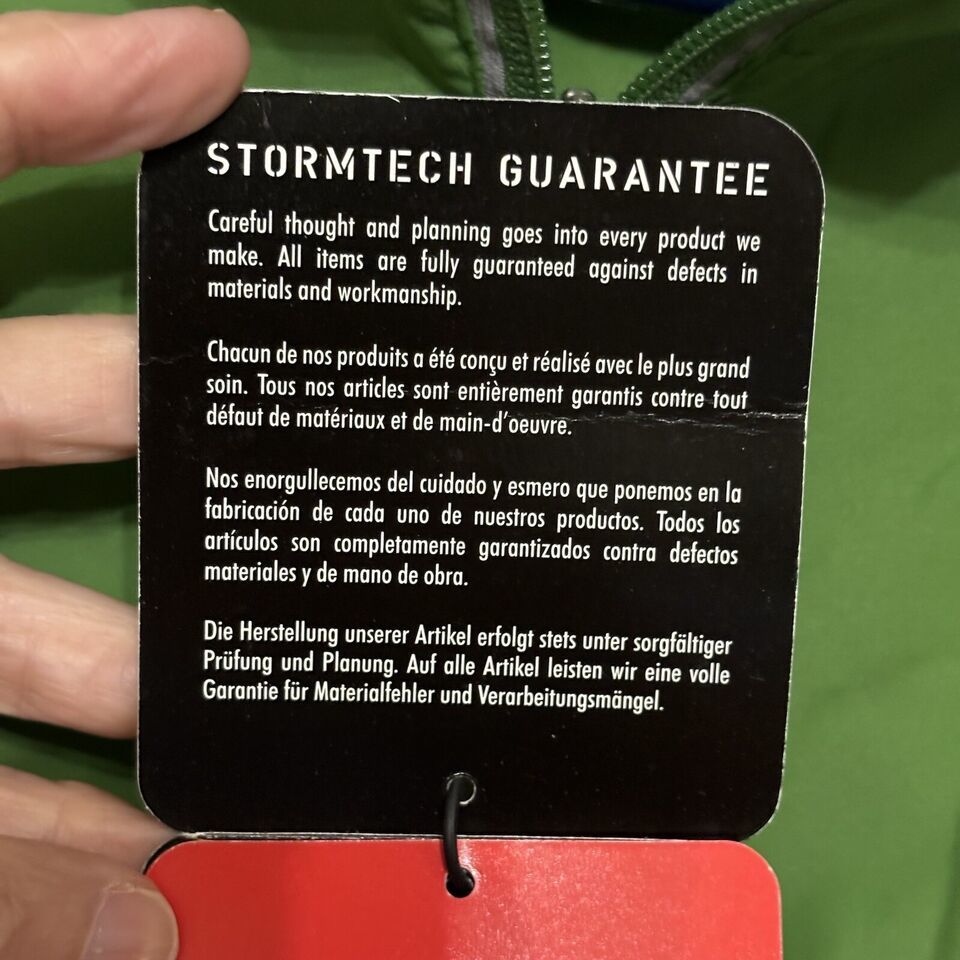 STORMTECH GUARANTEE
Careful thought and planning goes into every product we
make. All items are fully guaranteed against defects in
materials and workmanship.
Chacun de nos produits a été conçu et réalisé avec le plus grand
soin. Tous nos articles sont entièrement garantis contre tout
défaut de matériaux et de main-d'oeuvre.
Nos enorgullecemos del cuidado y esmero que ponemos en la
fabricación de cada uno de nuestros productos. Todos los
artículos son completamente garantizados contra defectos
materiales y de mano de obra.
Die Herstellung unserer Artikel erfolgt stets unter sorgfältiger
Prüfung und Planung. Auf alle Artikel leisten wir eine volle
Garantie für Materialfehler und Verarbeitungsmängel.